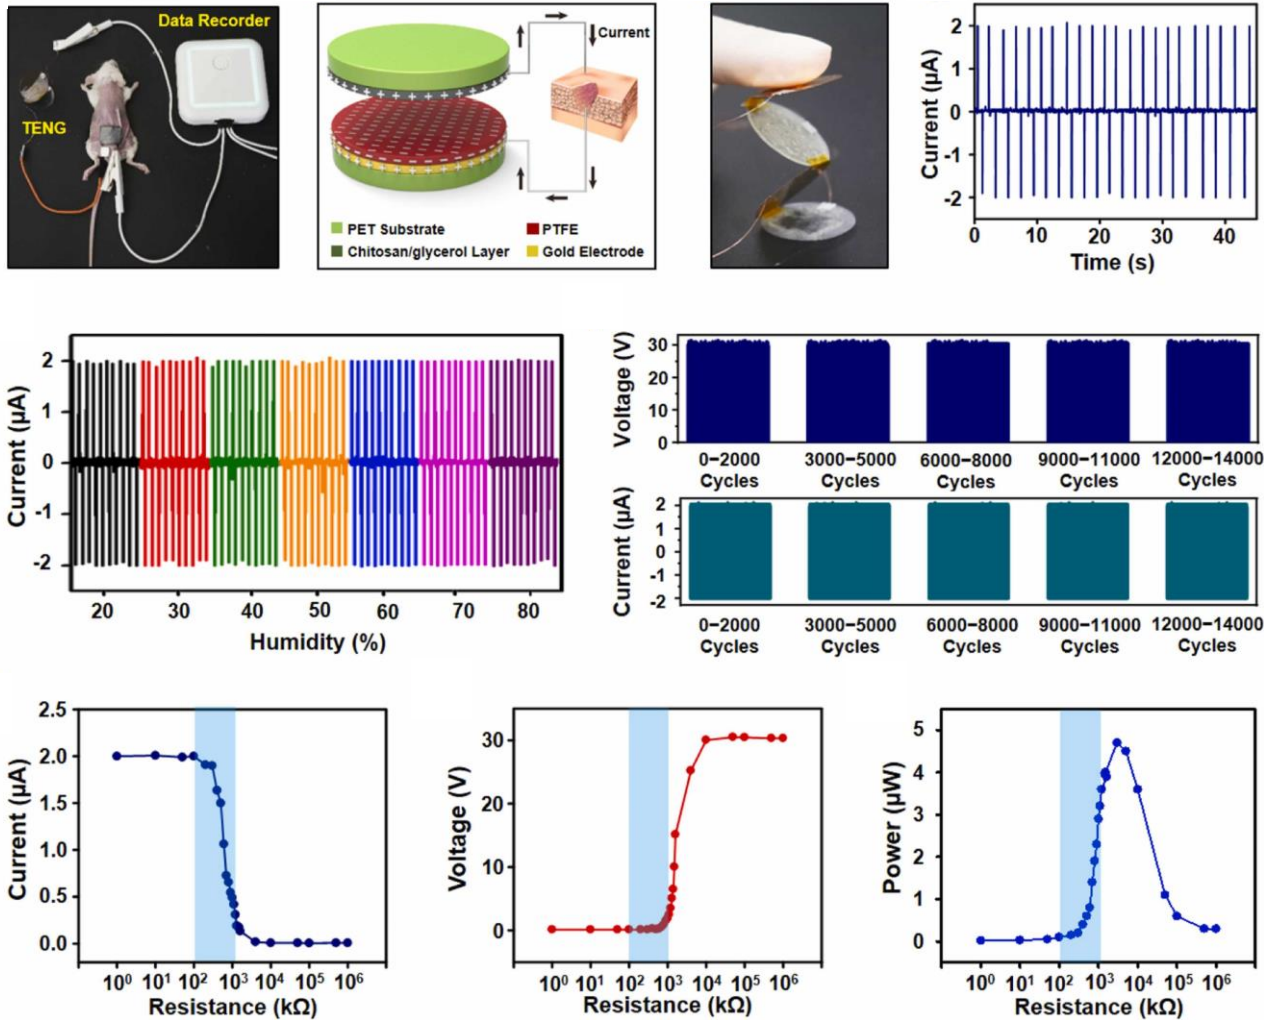 Data Recorder
TENG
Current
PET Substrate
PTFE
Chitosan/glycerol Layer
Gold Electrode
Current (µA)
2
1
0
-1
-2
0 10 20 30 40
Time (s)
Current (µA)
2
1
0
-1
-2
20 30 40 50 60 70 80
Humidity (%)
Voltage (V)
30
20
10
0
0−2000 3000−5000 6000−8000 9000−11000 12000−14000
Cycles Cycles Cycles Cycles Cycles
Current (µA)
2
1
0
-1
-2
0−2000 3000−5000 6000−8000 9000−11000 12000−14000
Cycles Cycles Cycles Cycles Cycles
Current (µA)
2.5
2.0
1.5
1.0
0.5
0.0
10⁰ 10¹ 10² 10³ 10⁴ 10⁵ 10⁶
Resistance (kΩ)
Voltage (V)
30
20
10
0
10⁰ 10¹ 10² 10³ 10⁴ 10⁵ 10⁶
Resistance (kΩ)
Power (µW)
5
4
3
2
1
0
10⁰ 10¹ 10² 10³ 10⁴ 10⁵ 10⁶
Resistance (kΩ)